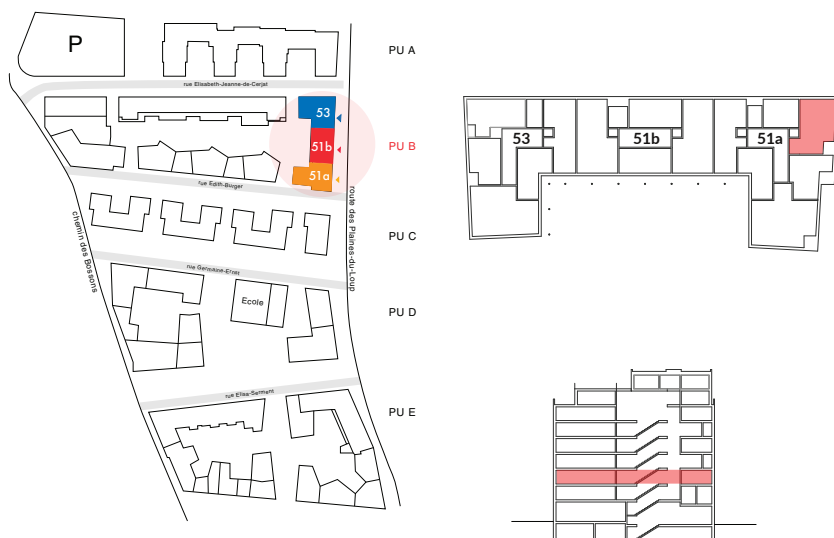 P
PU A
rue Elisabeth-Jeanne-de-Cerjat
53
51b
51a
PU B
rue Edith-Burger
route des Plaines-du-Loup
chemin des Bossons
PU C
rue Germaine-Ernst
Ecole
PU D
rue Elisa-Serment
PU E
53
51b
51a